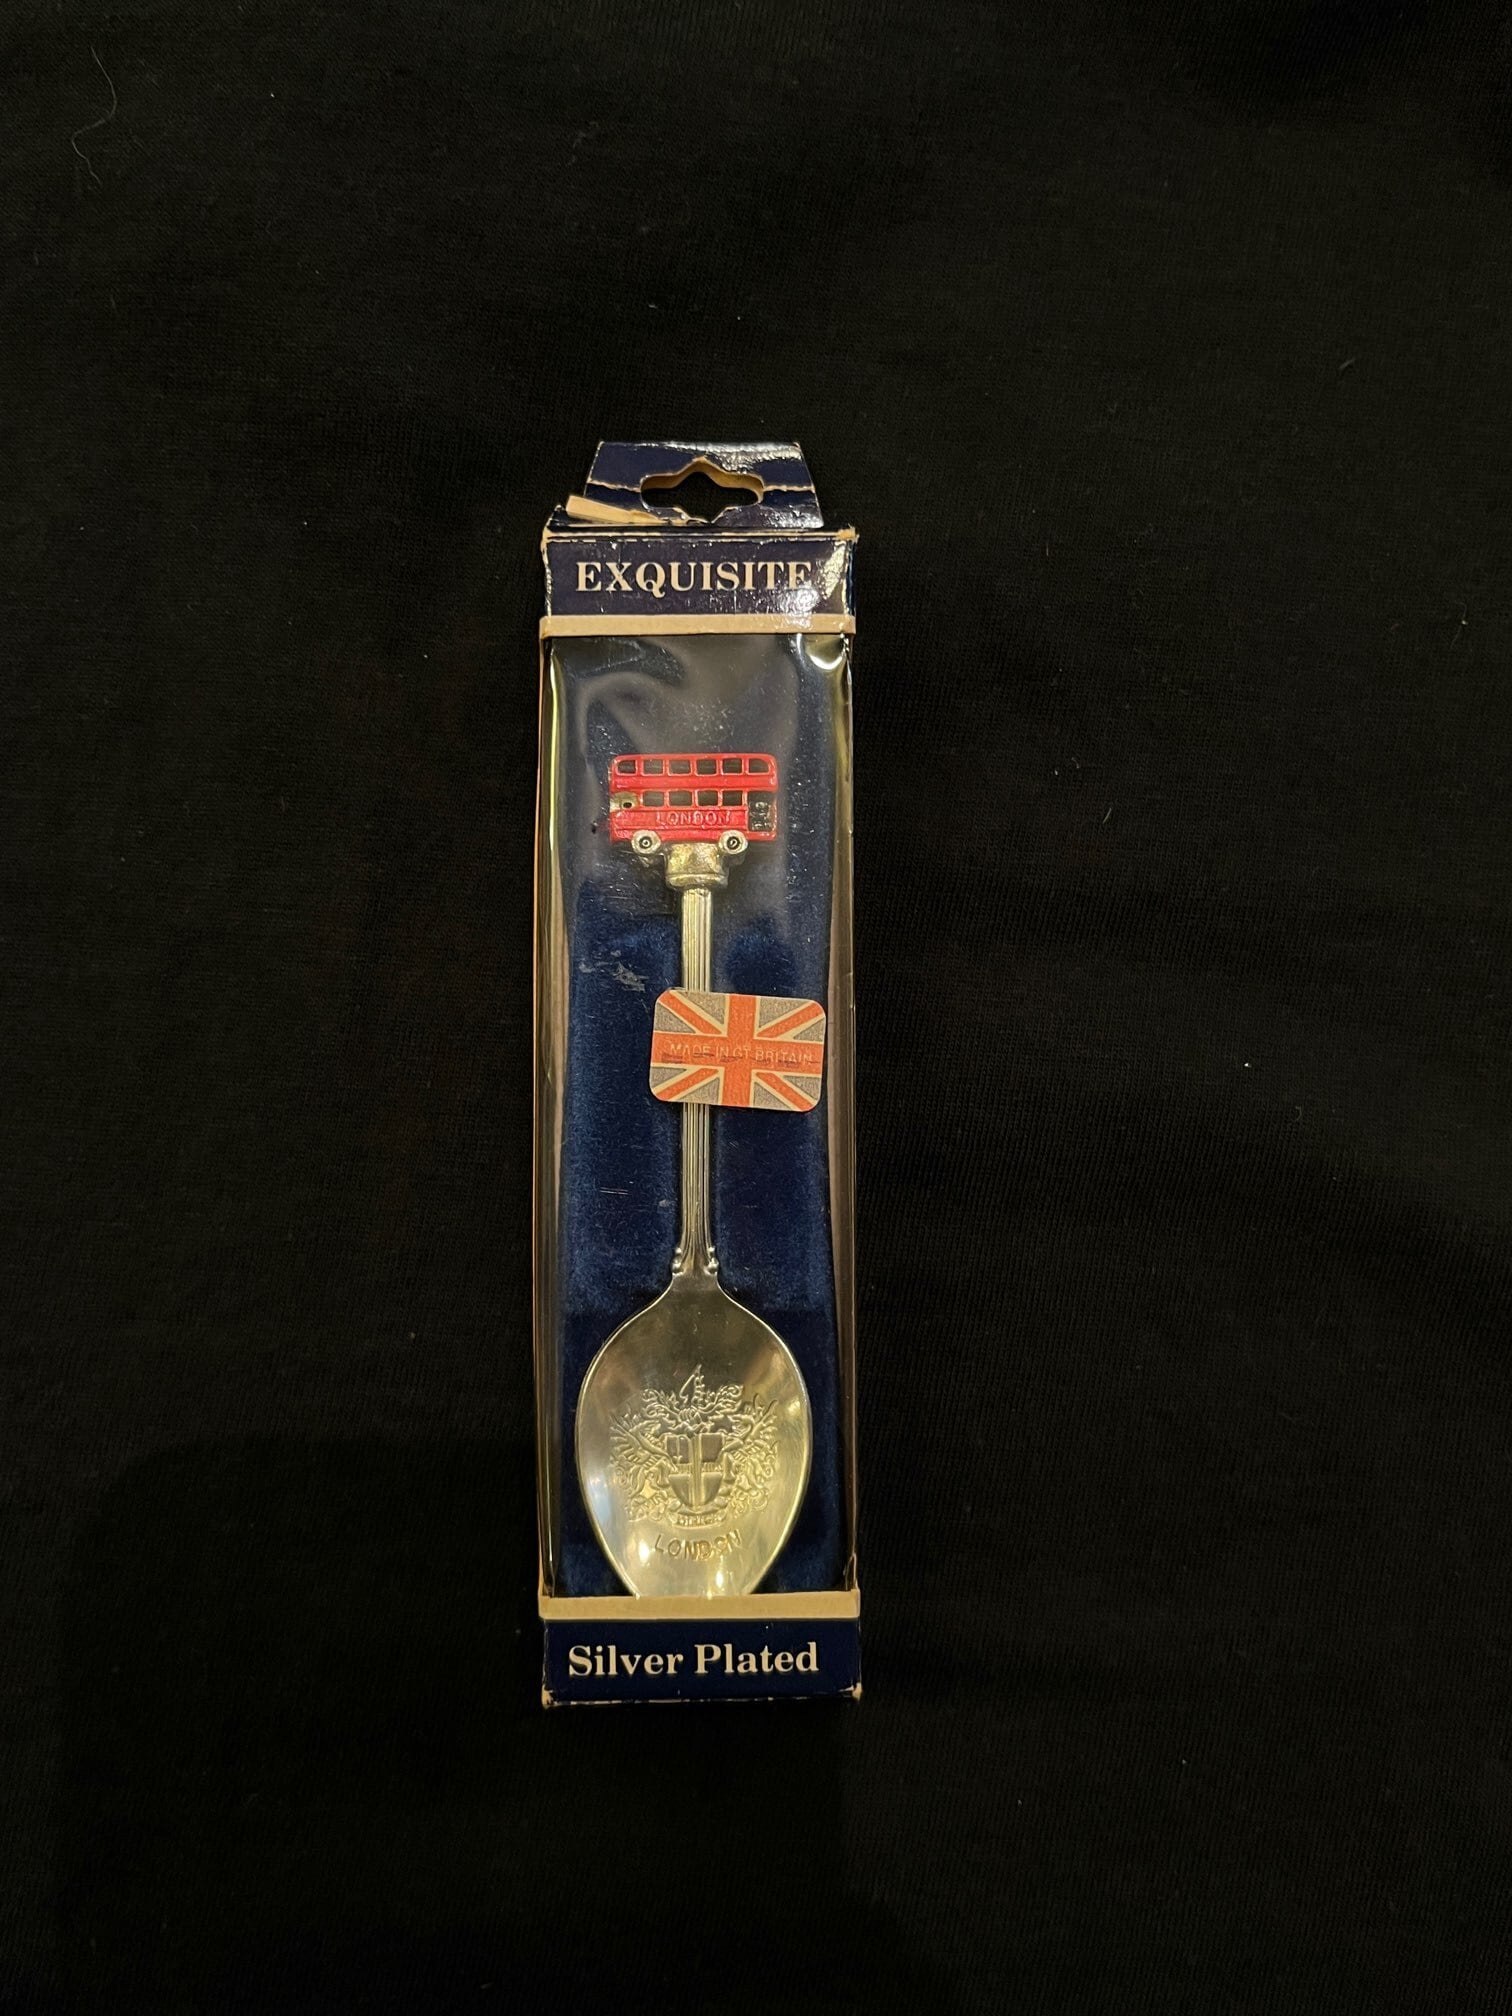 EXQUISITE
LONDON
MADE IN GT BRITAIN
LONDON
Silver Plated